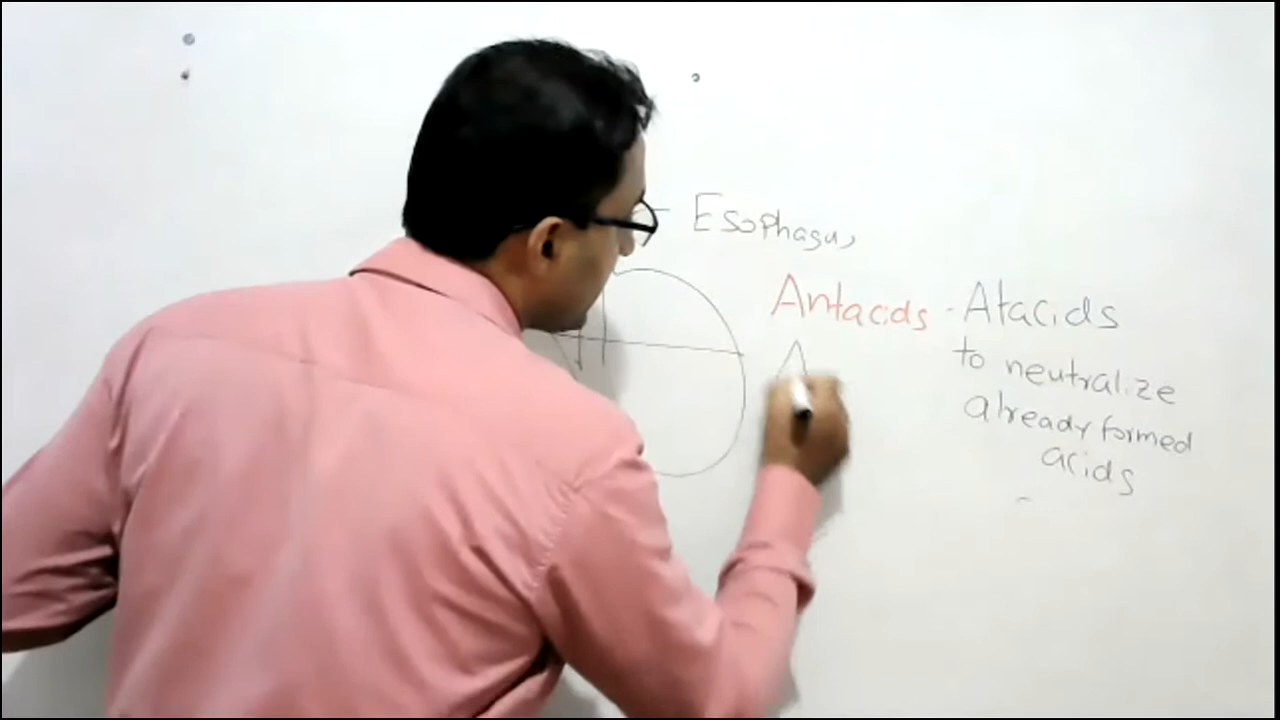 Esophagus
Antacids - Atacids
to neutralize
already formed
acids
A